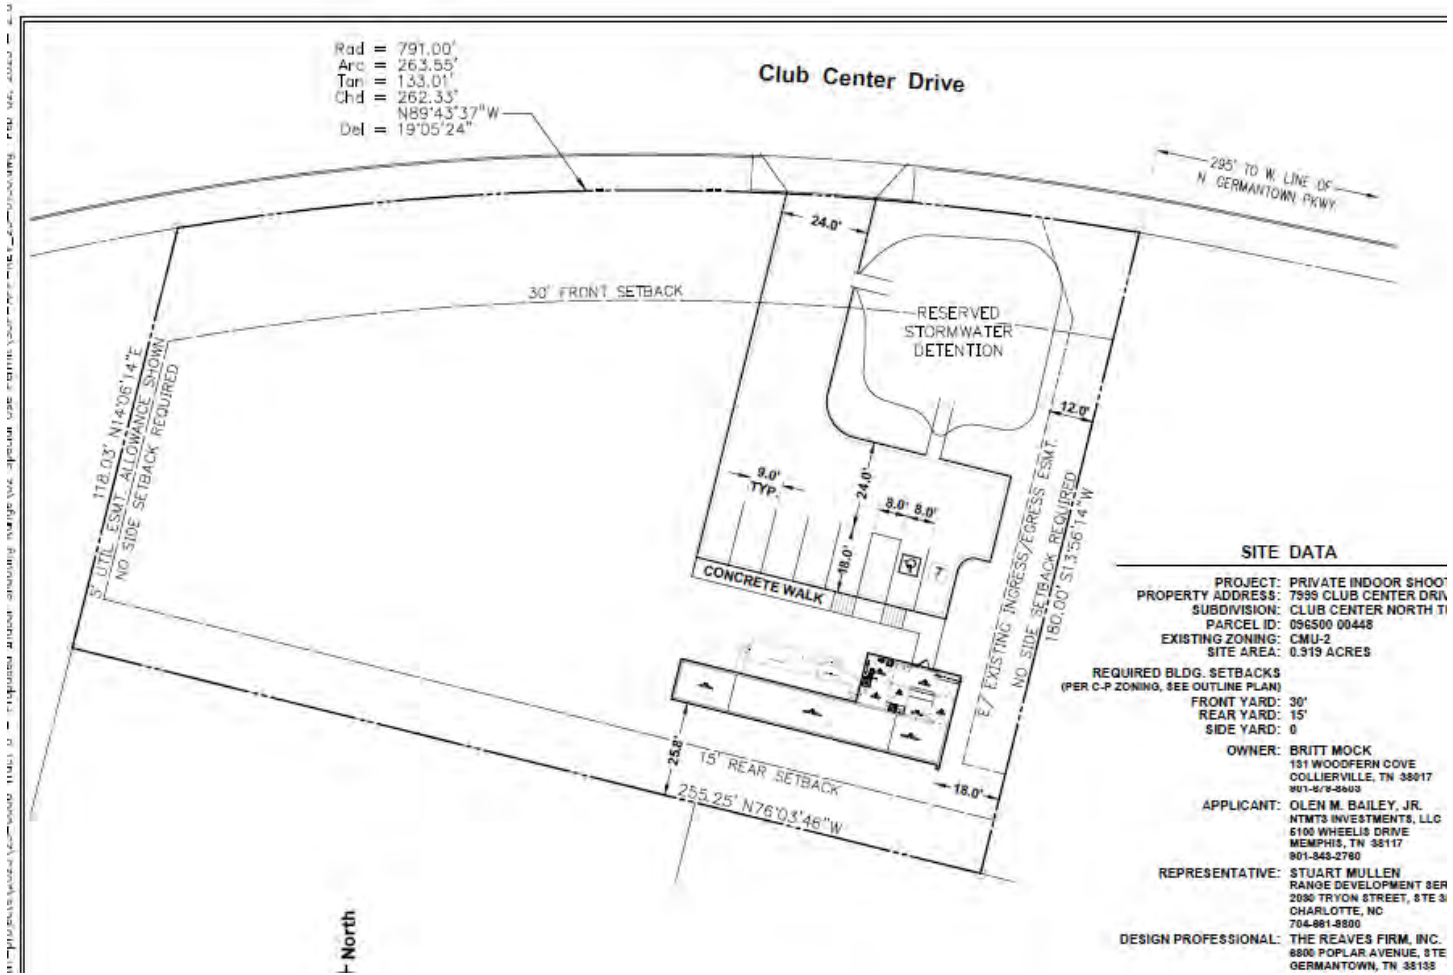 Rad = 791.00'
Arc = 263.55'
Tan = 133.01'
Chd = 262.33'
N89°43'37"W
Del = 19°05'24"
Club Center Drive
295' TO W. LINE OF
N. GERMANTOWN PKWY.
24.0'
30' FRONT SETBACK
RESERVED
STORMWATER
DETENTION
118.03' N14°06'14"E
5' UTIL ESMT. ALLOWANCE SHOWN
NO SIDE SETBACK REQUIRED
12.0'
9.0'
TYP.
24.0'
8.0' 8.0'
18.0'
CONCRETE WALK
E/ EXISTING INGRESS/EGRESS ESMT.
NO SIDE SETBACK REQUIRED
180.00' S13°56'14"W
25.8'
15' REAR SETBACK
255.25' N76°03'46"W
18.0'
North
SITE DATA
PROJECT: PRIVATE INDOOR SHOOT
PROPERTY ADDRESS: 7999 CLUB CENTER DRIV
SUBDIVISION: CLUB CENTER NORTH
PARCEL ID: 096500 00448
EXISTING ZONING: CMU-2
SITE AREA: 0.919 ACRES
REQUIRED BLDG. SETBACKS
(PER C-P ZONING, SEE OUTLINE PLAN)
FRONT YARD: 30'
REAR YARD: 15'
SIDE YARD: 0
OWNER: BRITT MOCK
131 WOODFERN COVE
COLLIERVILLE, TN 38017
901-878-8603
APPLICANT: OLEN M. BAILEY, JR.
NTMTS INVESTMENTS, LLC
5100 WHEELIS DRIVE
MEMPHIS, TN 38117
901-843-2760
REPRESENTATIVE: STUART MULLEN
RANGE DEVELOPMENT SER
2030 TRYON STREET, STE
CHARLOTTE, NC
704-661-9800
DESIGN PROFESSIONAL: THE REAVES FIRM, INC.
6800 POPLAR AVENUE, STE
GERMANTOWN, TN 38138